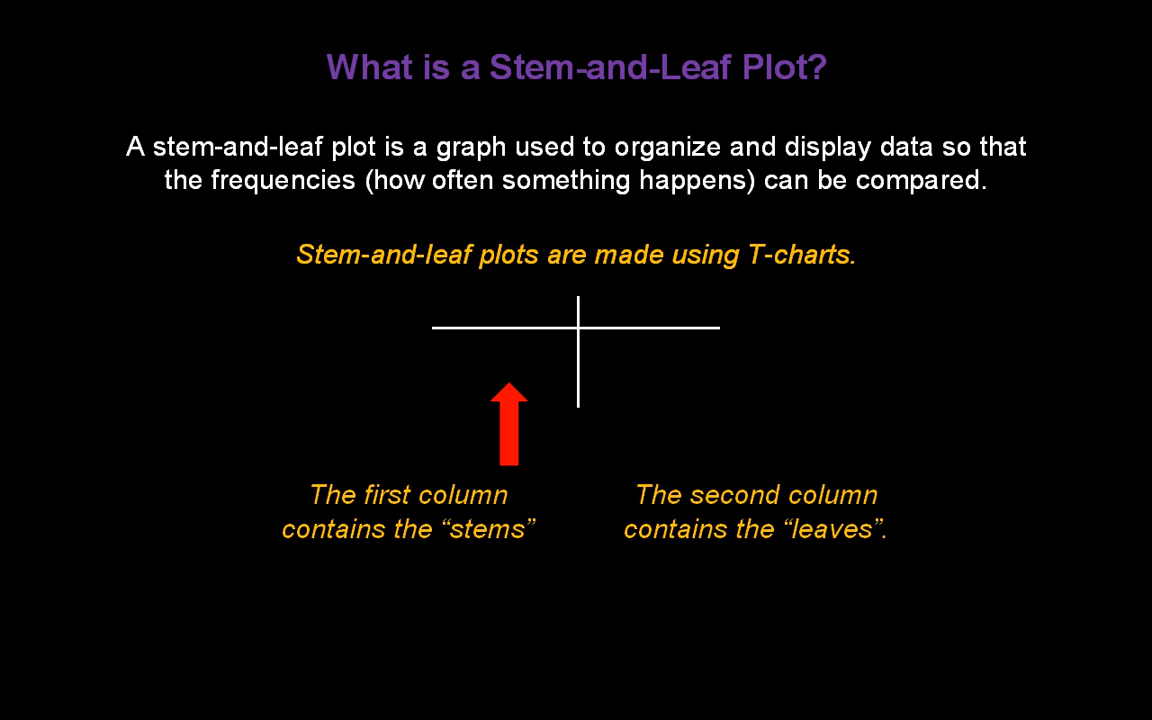 What is a Stem-and-Leaf Plot?
A stem-and-leaf plot is a graph used to organize and display data so that
the frequencies (how often something happens) can be compared.
Stem-and-leaf plots are made using T-charts.
The first column
contains the “stems”
The second column
contains the “leaves”.